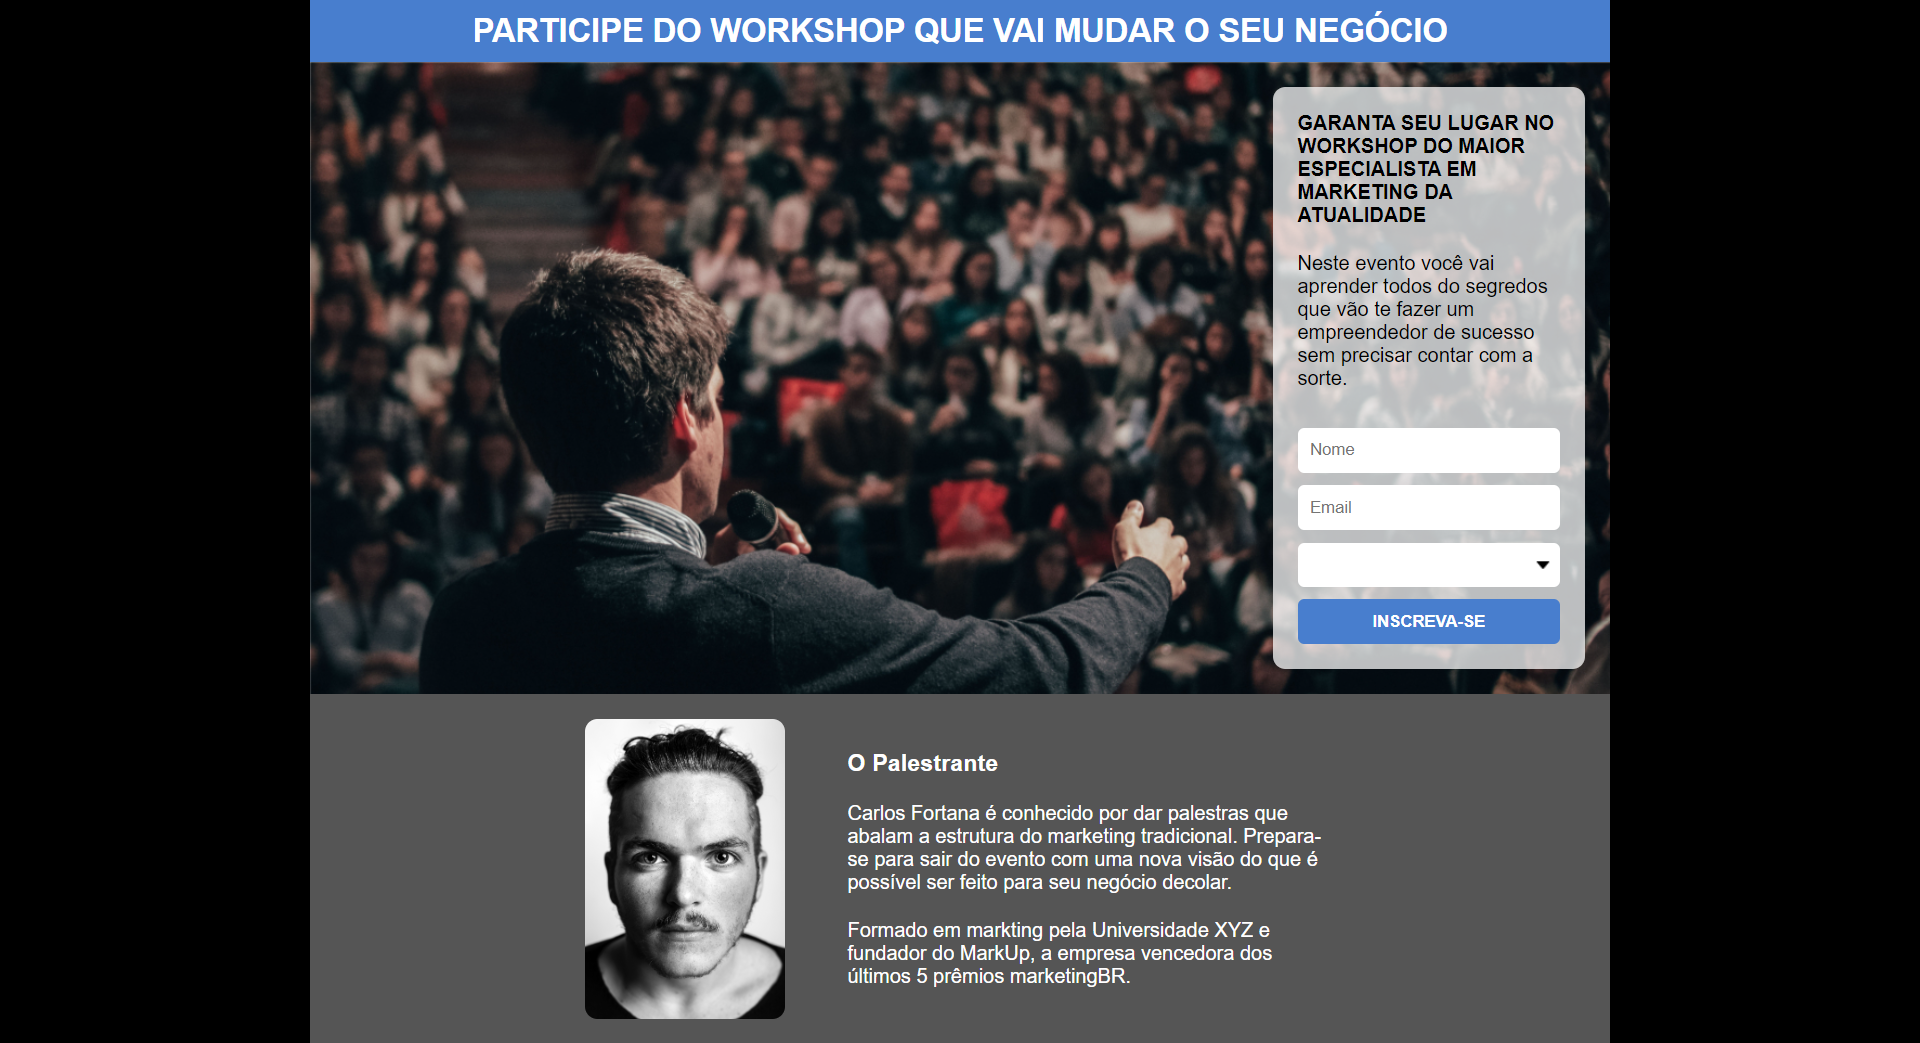 PARTICIPE DO WORKSHOP QUE VAI MUDAR O SEU NEGÓCIO
GARANTA SEU LUGAR NO
WORKSHOP DO MAIOR
ESPECIALISTA EM
MARKETING DA
ATUALIDADE
Neste evento você vai
aprender todos do segredos
que vão te fazer um
empreendedor de sucesso
sem precisar contar com a
sorte.
Nome
Email
INSCREVA-SE
O Palestrante
Carlos Fortana é conhecido por dar palestras que
abalam a estrutura do marketing tradicional. Prepara-
se para sair do evento com uma nova visão do que é
possível ser feito para seu negócio decolar.
Formado em markting pela Universidade XYZ e
fundador do MarkUp, a empresa vencedora dos
últimos 5 prêmios marketingBR.